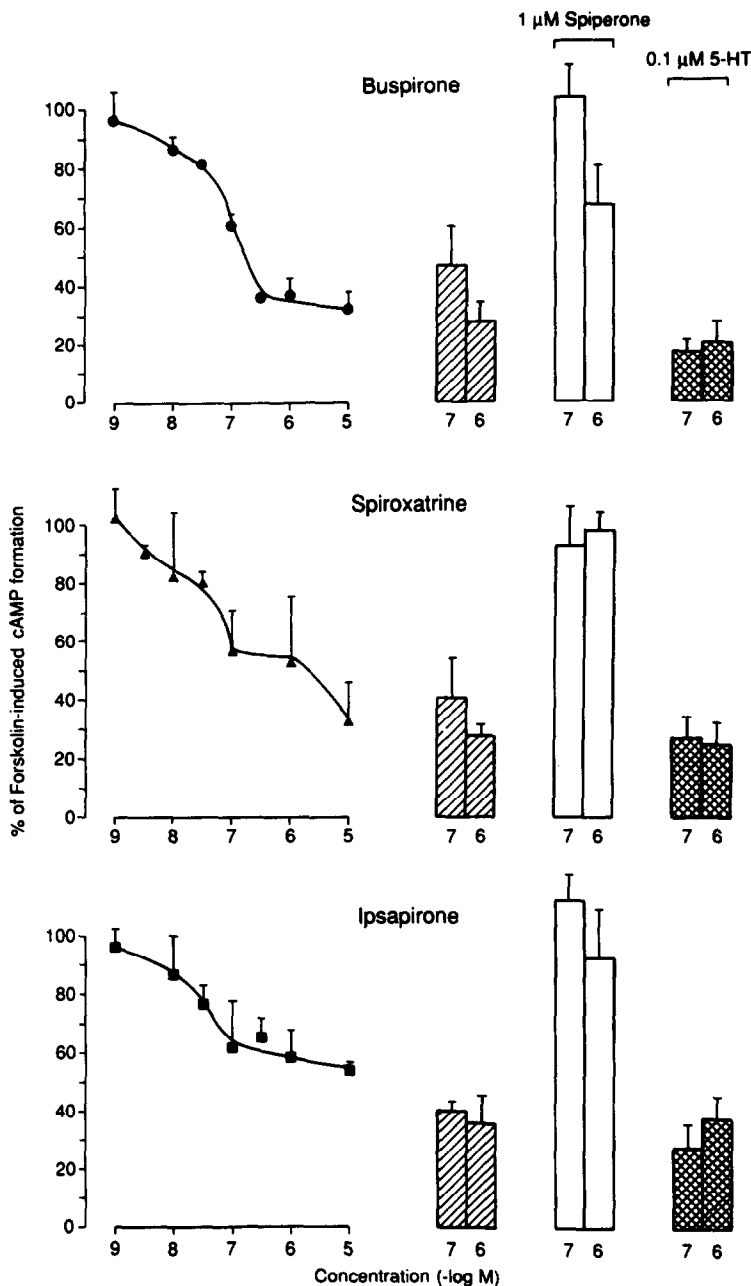 1 μM Spiperone
0.1 μM 5-HT
Buspirone
100
80
60
40
20
0
9 8 7 6 5
7 6
7 6
7 6
Spiroxatrine
100
80
60
40
20
0
9 8 7 6 5
7 6
7 6
7 6
% of Forskolin-induced cAMP formation
Ipsapirone
100
80
60
40
20
0
9 8 7 6 5
7 6
7 6
7 6
Concentration (-log M)